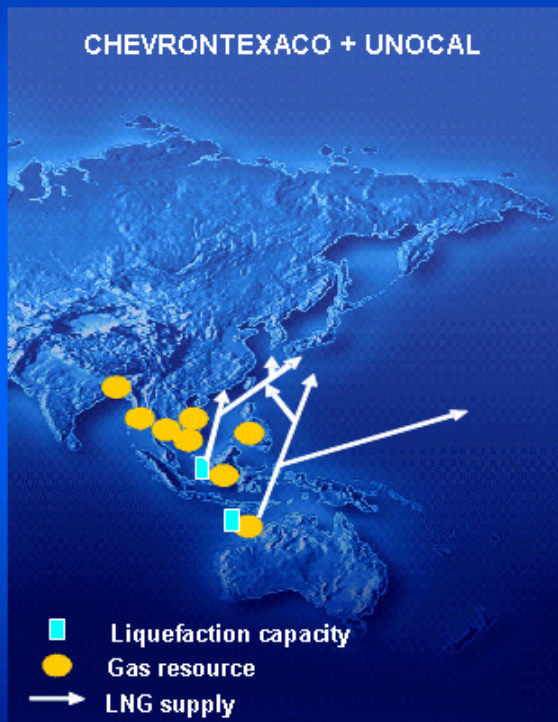 CHEVRONTEXACO + UNOCAL
Liquefaction capacity
Gas resource
LNG supply